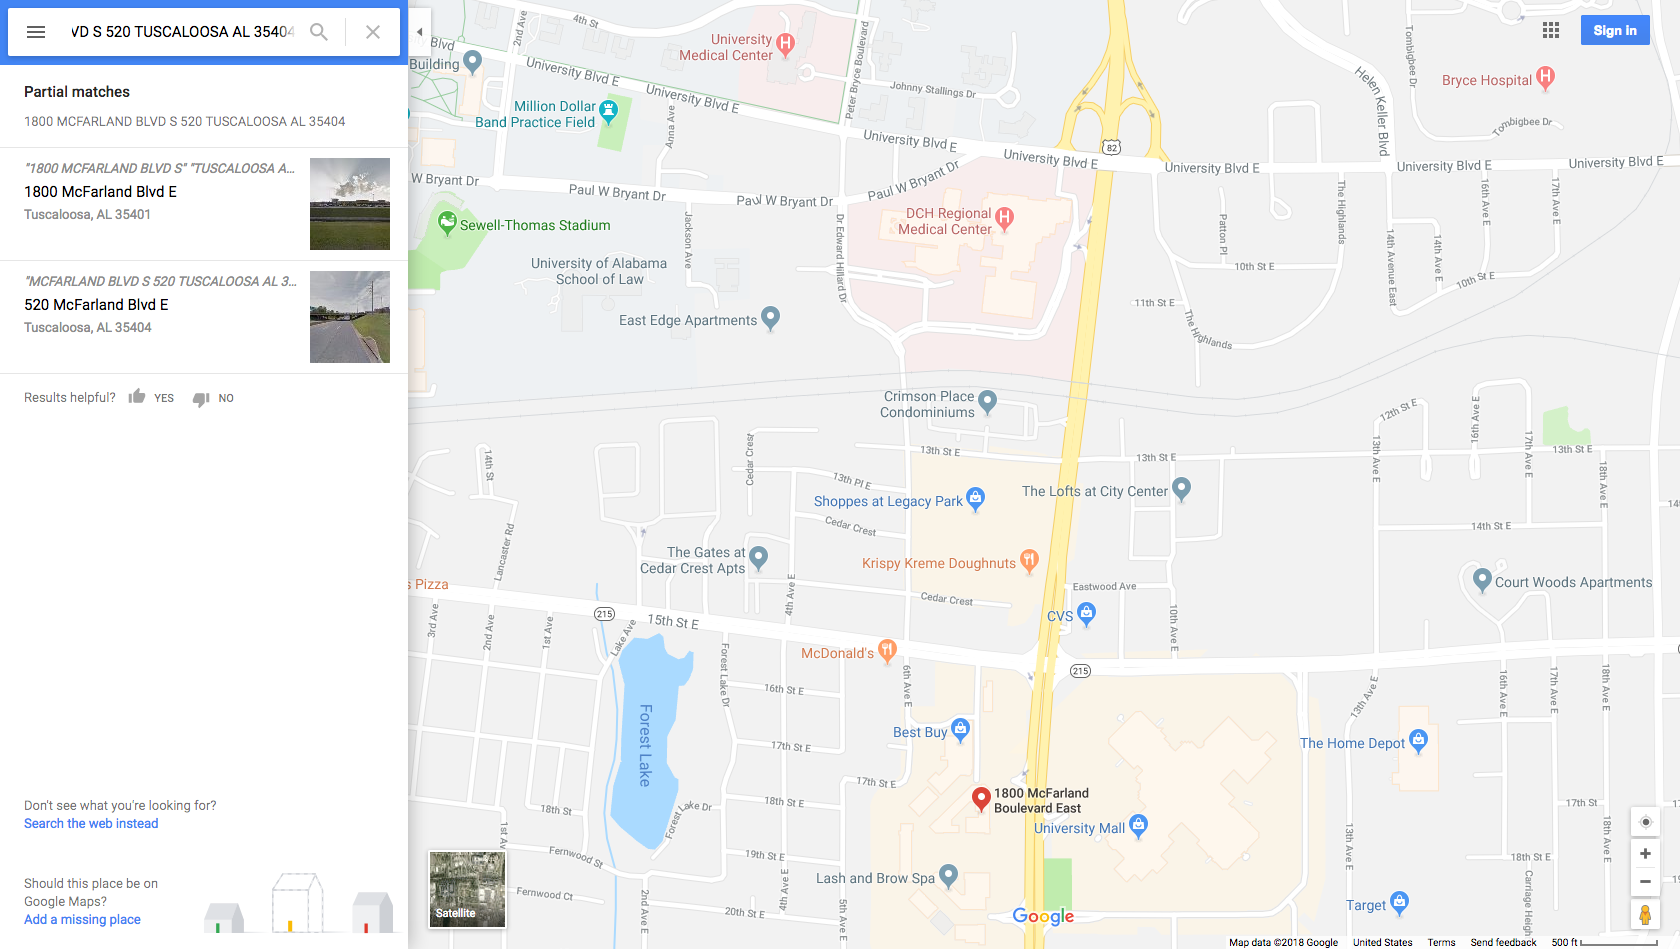 VD S 520 TUSCALOOSA AL 35404
Partial matches
1800 MCFARLAND BLVD S 520 TUSCALOOSA AL 35404
"1800 MCFARLAND BLVD S" "TUSCALOOSA A...
1800 McFarland Blvd E
Tuscaloosa, AL 35401
"MCFARLAND BLVD S 520 TUSCALOOSA AL 3...
520 McFarland Blvd E
Tuscaloosa, AL 35404
Results helpful? YES NO
Don't see what you're looking for?
Search the web instead
Should this place be on
Google Maps?
Add a missing place
Sign in
4th St
2nd Ave
Blvd
Building
University Blvd E
University Blvd E
University Blvd E
University Blvd E
University Blvd E
University Blvd E
University Blvd E
University
Medical Center
H
Peter Bryce Boulevard
Johnny Stallings Dr
Million Dollar
Band Practice Field
Anna Ave
82
Helen Keller Blvd
Tombigbee Dr
Tombigbee Dr
Bryce Hospital
H
W Bryant Dr
Paul W Bryant Dr
Paul W Bryant Dr
Paul W Bryant Dr
Sewell-Thomas Stadium
Jackson Ave
Dr Edward Hillard Dr
DCH Regional
Medical Center
H
University of Alabama
School of Law
East Edge Apartments
Patton Pl
The Highlands
The Highlands
10th St E
10th St E
11th St E
14th Avenue East
14th Ave E
16th Ave E
17th Ave E
Crimson Place
Condominiums
13th St E
13th St E
13th St E
12th St E
13th Ave E
16th Ave E
17th Ave E
18th Ave E
14th St E
14th St
Lancaster Rd
Cedar Crest
13th Pl E
Cedar Crest
Cedar Crest
Shoppes at Legacy Park
The Lofts at City Center
The Gates at
Cedar Crest Apts
Krispy Kreme Doughnuts
Eastwood Ave
CVS
10th Ave E
Court Woods Apartments
s Pizza
215
15th St E
215
3rd Ave
2nd Ave
1st Ave
Lake Ave
4th Ave E
Forest Lake Dr
McDonald's
6th Ave E
16th St E
17th St E
17th St E
18th St E
18th St
Forest Lake
Forest Lake Dr
Best Buy
1800 McFarland
Boulevard East
University Mall
The Home Depot
13th Ave E
13th Ave E
16th Ave E
17th Ave E
18th Ave E
17th St
18th Ave E
18th St E
19th
Carriage Heigh
Target
1st Ave
Fernwood St
Fernwood Ct
2nd Ave E
19th St E
20th St E
4th Ave E
5th Ave E
Lash and Brow Spa
Satellite
Google
Map data ©2018 Google United States Terms Send feedback 500 ft